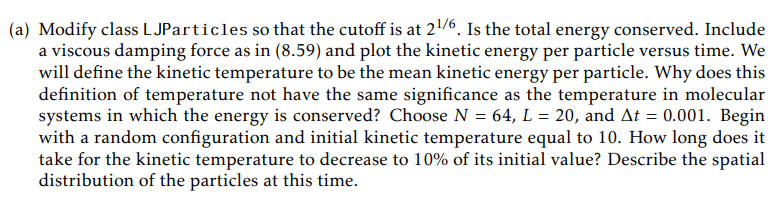 (a) Modify class LJParticles so that the cutoff is at 2^1/6. Is the total energy conserved. Include
a viscous damping force as in (8.59) and plot the kinetic energy per particle versus time. We
will define the kinetic temperature to be the mean kinetic energy per particle. Why does this
definition of temperature not have the same significance as the temperature in molecular
systems in which the energy is conserved? Choose N = 64, L = 20, and Δt = 0.001. Begin
with a random configuration and initial kinetic temperature equal to 10. How long does it
take for the kinetic temperature to decrease to 10% of its initial value? Describe the spatial
distribution of the particles at this time.